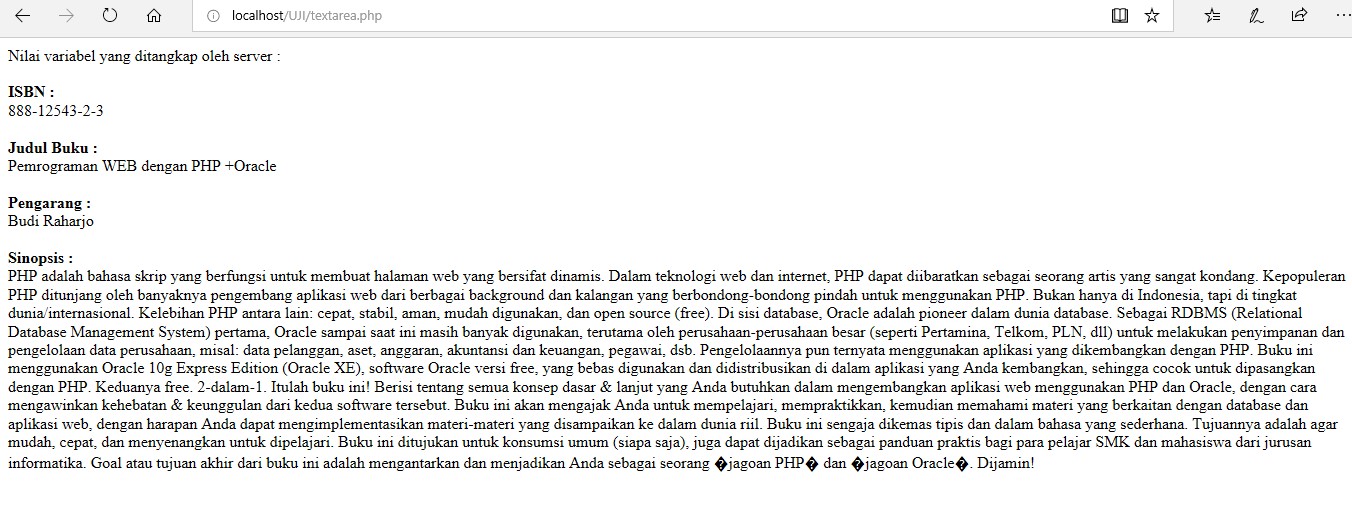 localhost/UJI/textarea.php
Nilai variabel yang ditangkap oleh server :
ISBN :
888-12543-2-3
Judul Buku :
Pemrograman WEB dengan PHP +Oracle
Pengarang :
Budi Raharjo
Sinopsis :
PHP adalah bahasa skrip yang berfungsi untuk membuat halaman web yang bersifat dinamis. Dalam teknologi web dan internet, PHP dapat diibaratkan sebagai seorang artis yang sangat kondang. Kepopuleran
PHP ditunjang oleh banyaknya pengembang aplikasi web dari berbagai background dan kalangan yang berbondong-bondong pindah untuk menggunakan PHP. Bukan hanya di Indonesia, tapi di tingkat
dunia/internasional. Kelebihan PHP antara lain: cepat, stabil, aman, mudah digunakan, dan open source (free). Di sisi database, Oracle adalah pioneer dalam dunia database. Sebagai RDBMS (Relational
Database Management System) pertama, Oracle sampai saat ini masih banyak digunakan, terutama oleh perusahaan-perusahaan besar (seperti Pertamina, Telkom, PLN, dll) untuk melakukan penyimpanan dan
pengelolaan data perusahaan, misal: data pelanggan, aset, anggaran, akuntansi dan keuangan, pegawai, dsb. Pengelolaannya pun ternyata menggunakan aplikasi yang dikembangkan dengan PHP. Buku ini
menggunakan Oracle 10g Express Edition (Oracle XE), software Oracle versi free, yang bebas digunakan dan didistribusikan di dalam aplikasi yang Anda kembangkan, sehingga cocok untuk dipasangkan
dengan PHP. Keduanya free. 2-dalam-1. Itulah buku ini! Berisi tentang semua konsep dasar & lanjut yang Anda butuhkan dalam mengembangkan aplikasi web menggunakan PHP dan Oracle, dengan cara
mengawinkan kehebatan & keunggulan dari kedua software tersebut. Buku ini akan mengajak Anda untuk mempelajari, mempraktikkan, kemudian memahami materi yang berkaitan dengan database dan
aplikasi web, dengan harapan Anda dapat mengimplementasikan materi-materi yang disampaikan ke dalam dunia riil. Buku ini sengaja dikemas tipis dan dalam bahasa yang sederhana. Tujuannya adalah agar
mudah, cepat, dan menyenangkan untuk dipelajari. Buku ini ditujukan untuk konsumsi umum (siapa saja), juga dapat dijadikan sebagai panduan praktis bagi para pelajar SMK dan mahasiswa dari jurusan
informatika. Goal atau tujuan akhir dari buku ini adalah mengantarkan dan menjadikan Anda sebagai seorang �jagoan PHP� dan �jagoan Oracle�. Dijamin!